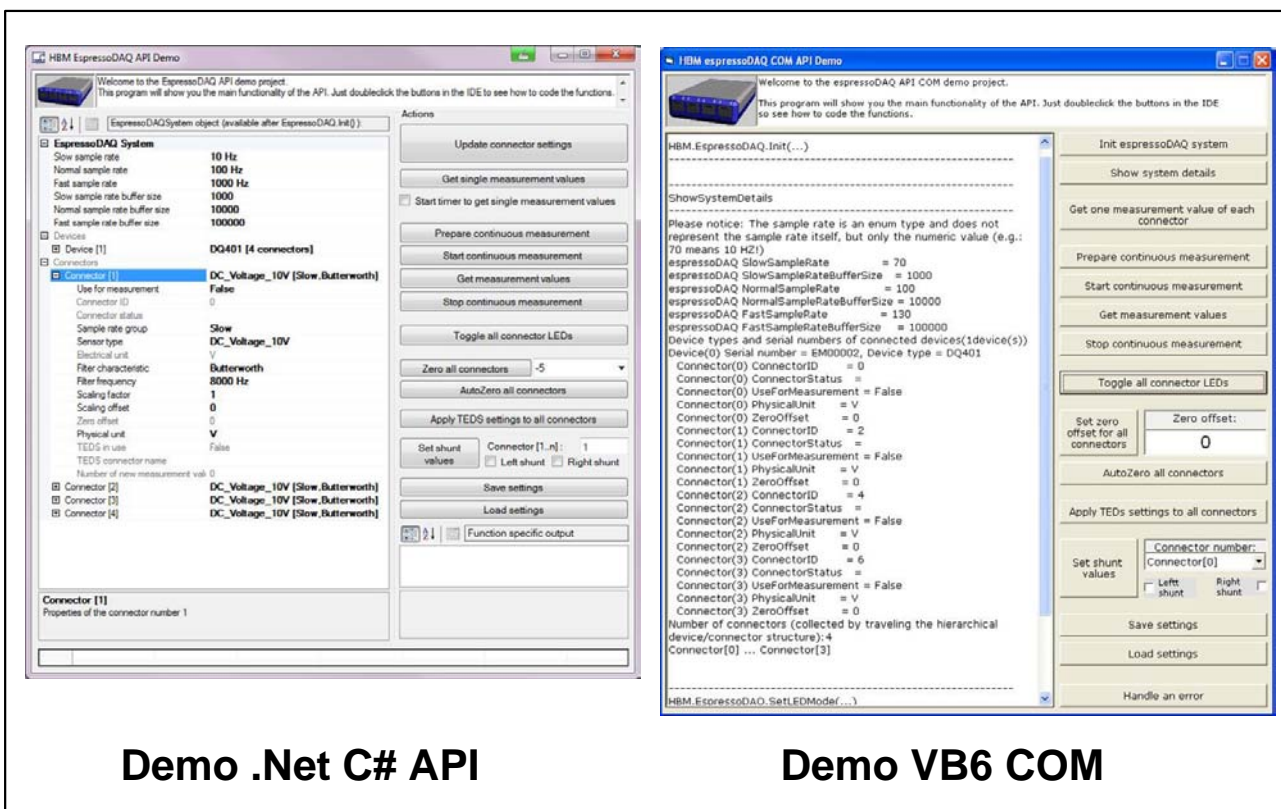 HBM EspressoDAQ API Demo
Welcome to the EspressoDAQ API demo project.
This program will show you the main functionality of the API. Just doubleclick the buttons in the IDE to see how to code the functions.
EspressoDAQSystem object (available after EspressoDAQ.Init() ):
EspressoDAQ System
Slow sample rate 10 Hz
Normal sample rate 100 Hz
Fast sample rate 1000 Hz
Slow sample rate buffer size 1000
Normal sample rate buffer size 10000
Fast sample rate buffer size 100000
Devices
Device [1] DQ401 [4 connectors]
Connectors
Connector [1] DC_Voltage_10V [Slow,Butterworth]
Use for measurement False
Connector ID 0
Connector status
Sample rate group Slow
Sensor type DC_Voltage_10V
Electrical unit V
Filter characteristic Butterworth
Filter frequency 8000 Hz
Scaling factor 1
Scaling offset 0
Zero offset 0
Physical unit V
TEDS in use False
TEDS connector name
Number of new measurement valu 0
Connector [2] DC_Voltage_10V [Slow,Butterworth]
Connector [3] DC_Voltage_10V [Slow,Butterworth]
Connector [4] DC_Voltage_10V [Slow,Butterworth]
Connector [1]
Properties of the connector number 1
Actions
Update connector settings
Get single measurement values
Start timer to get single measurement values
Prepare continuous measurement
Start continuous measurement
Get measurement values
Stop continuous measurement
Toggle all connector LEDs
Zero all connectors -5
AutoZero all connectors
Apply TEDS settings to all connectors
Set shunt values
Connector [1..n] : 1
Left shunt Right shunt
Save settings
Load settings
Function specific output
HBM espressoDAQ COM API Demo
Welcome to the espressoDAQ API COM demo project.
This program will show you the main functionality of the API. Just doubleclick the buttons in the IDE
so see how to code the functions.
HBM.EspressoDAQ.Init(...)
ShowSystemDetails
Please notice: The sample rate is an enum type and does not
represent the sample rate itself, but only the numeric value (e.g.:
70 means 10 HZ!)
espressoDAQ SlowSampleRate = 70
espressoDAQ SlowSampleRateBufferSize = 1000
espressoDAQ NormalSampleRate = 100
espressoDAQ NormalSampleRateBufferSize = 10000
espressoDAQ FastSampleRate = 130
espressoDAQ FastSampleRateBufferSize = 100000
Device types and serial numbers of connected devices(1device(s))
Device(0) Serial number = EM00002, Device type = DQ401
Connector(0) ConnectorID = 0
Connector(0) ConnectorStatus =
Connector(0) UseForMeasurement = False
Connector(0) PhysicalUnit = V
Connector(0) ZeroOffset = 0
Connector(1) ConnectorID = 2
Connector(1) ConnectorStatus =
Connector(1) UseForMeasurement = False
Connector(1) PhysicalUnit = V
Connector(1) ZeroOffset = 0
Connector(2) ConnectorID = 4
Connector(2) ConnectorStatus =
Connector(2) UseForMeasurement = False
Connector(2) PhysicalUnit = V
Connector(2) ZeroOffset = 0
Connector(3) ConnectorID = 6
Connector(3) ConnectorStatus =
Connector(3) UseForMeasurement = False
Connector(3) PhysicalUnit = V
Connector(3) ZeroOffset = 0
Number of connectors (collected by traveling the hierarchical
device/connector structure):4
Connector[0] ... Connector[3]
HBM.EspressoDAQ.SetLEDMode(...)
Init espressoDAQ system
Show system details
Get one measurement value of each
connector
Prepare continuous measurement
Start continuous measurement
Get measurement values
Stop continuous measurement
Toggle all connector LEDs
Set zero
offset for all
connectors
Zero offset:
0
AutoZero all connectors
Apply TEDs settings to all connectors
Set shunt
values
Connector number:
Connector[0]
Leftt
shunt
Right
shunt
Save settings
Load settings
Handle an error
Demo .Net C# API
Demo VB6 COM